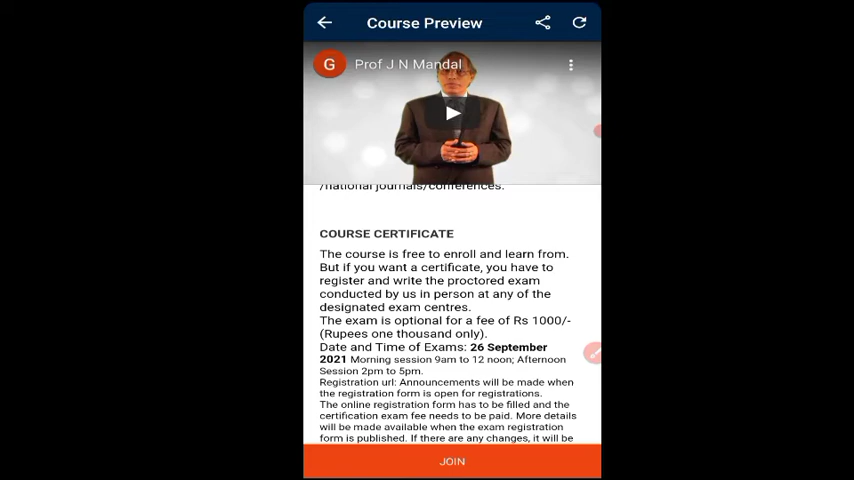 Course Preview
G Prof J N Mandal
/national journals/conferences.
COURSE CERTIFICATE
The course is free to enroll and learn from.
But if you want a certificate, you have to
register and write the proctored exam
conducted by us in person at any of the
designated exam centres.
The exam is optional for a fee of Rs 1000/-
(Rupees one thousand only).
Date and Time of Exams: 26 September
2021 Morning session 9am to 12 noon; Afternoon
Session 2pm to 5pm.
Registration url: Announcements will be made when
the registration form is open for registrations.
The online registration form has to be filled and the
certification exam fee needs to be paid. More details
will be made available when the exam registration
form is published. If there are any changes, it will be
JOIN